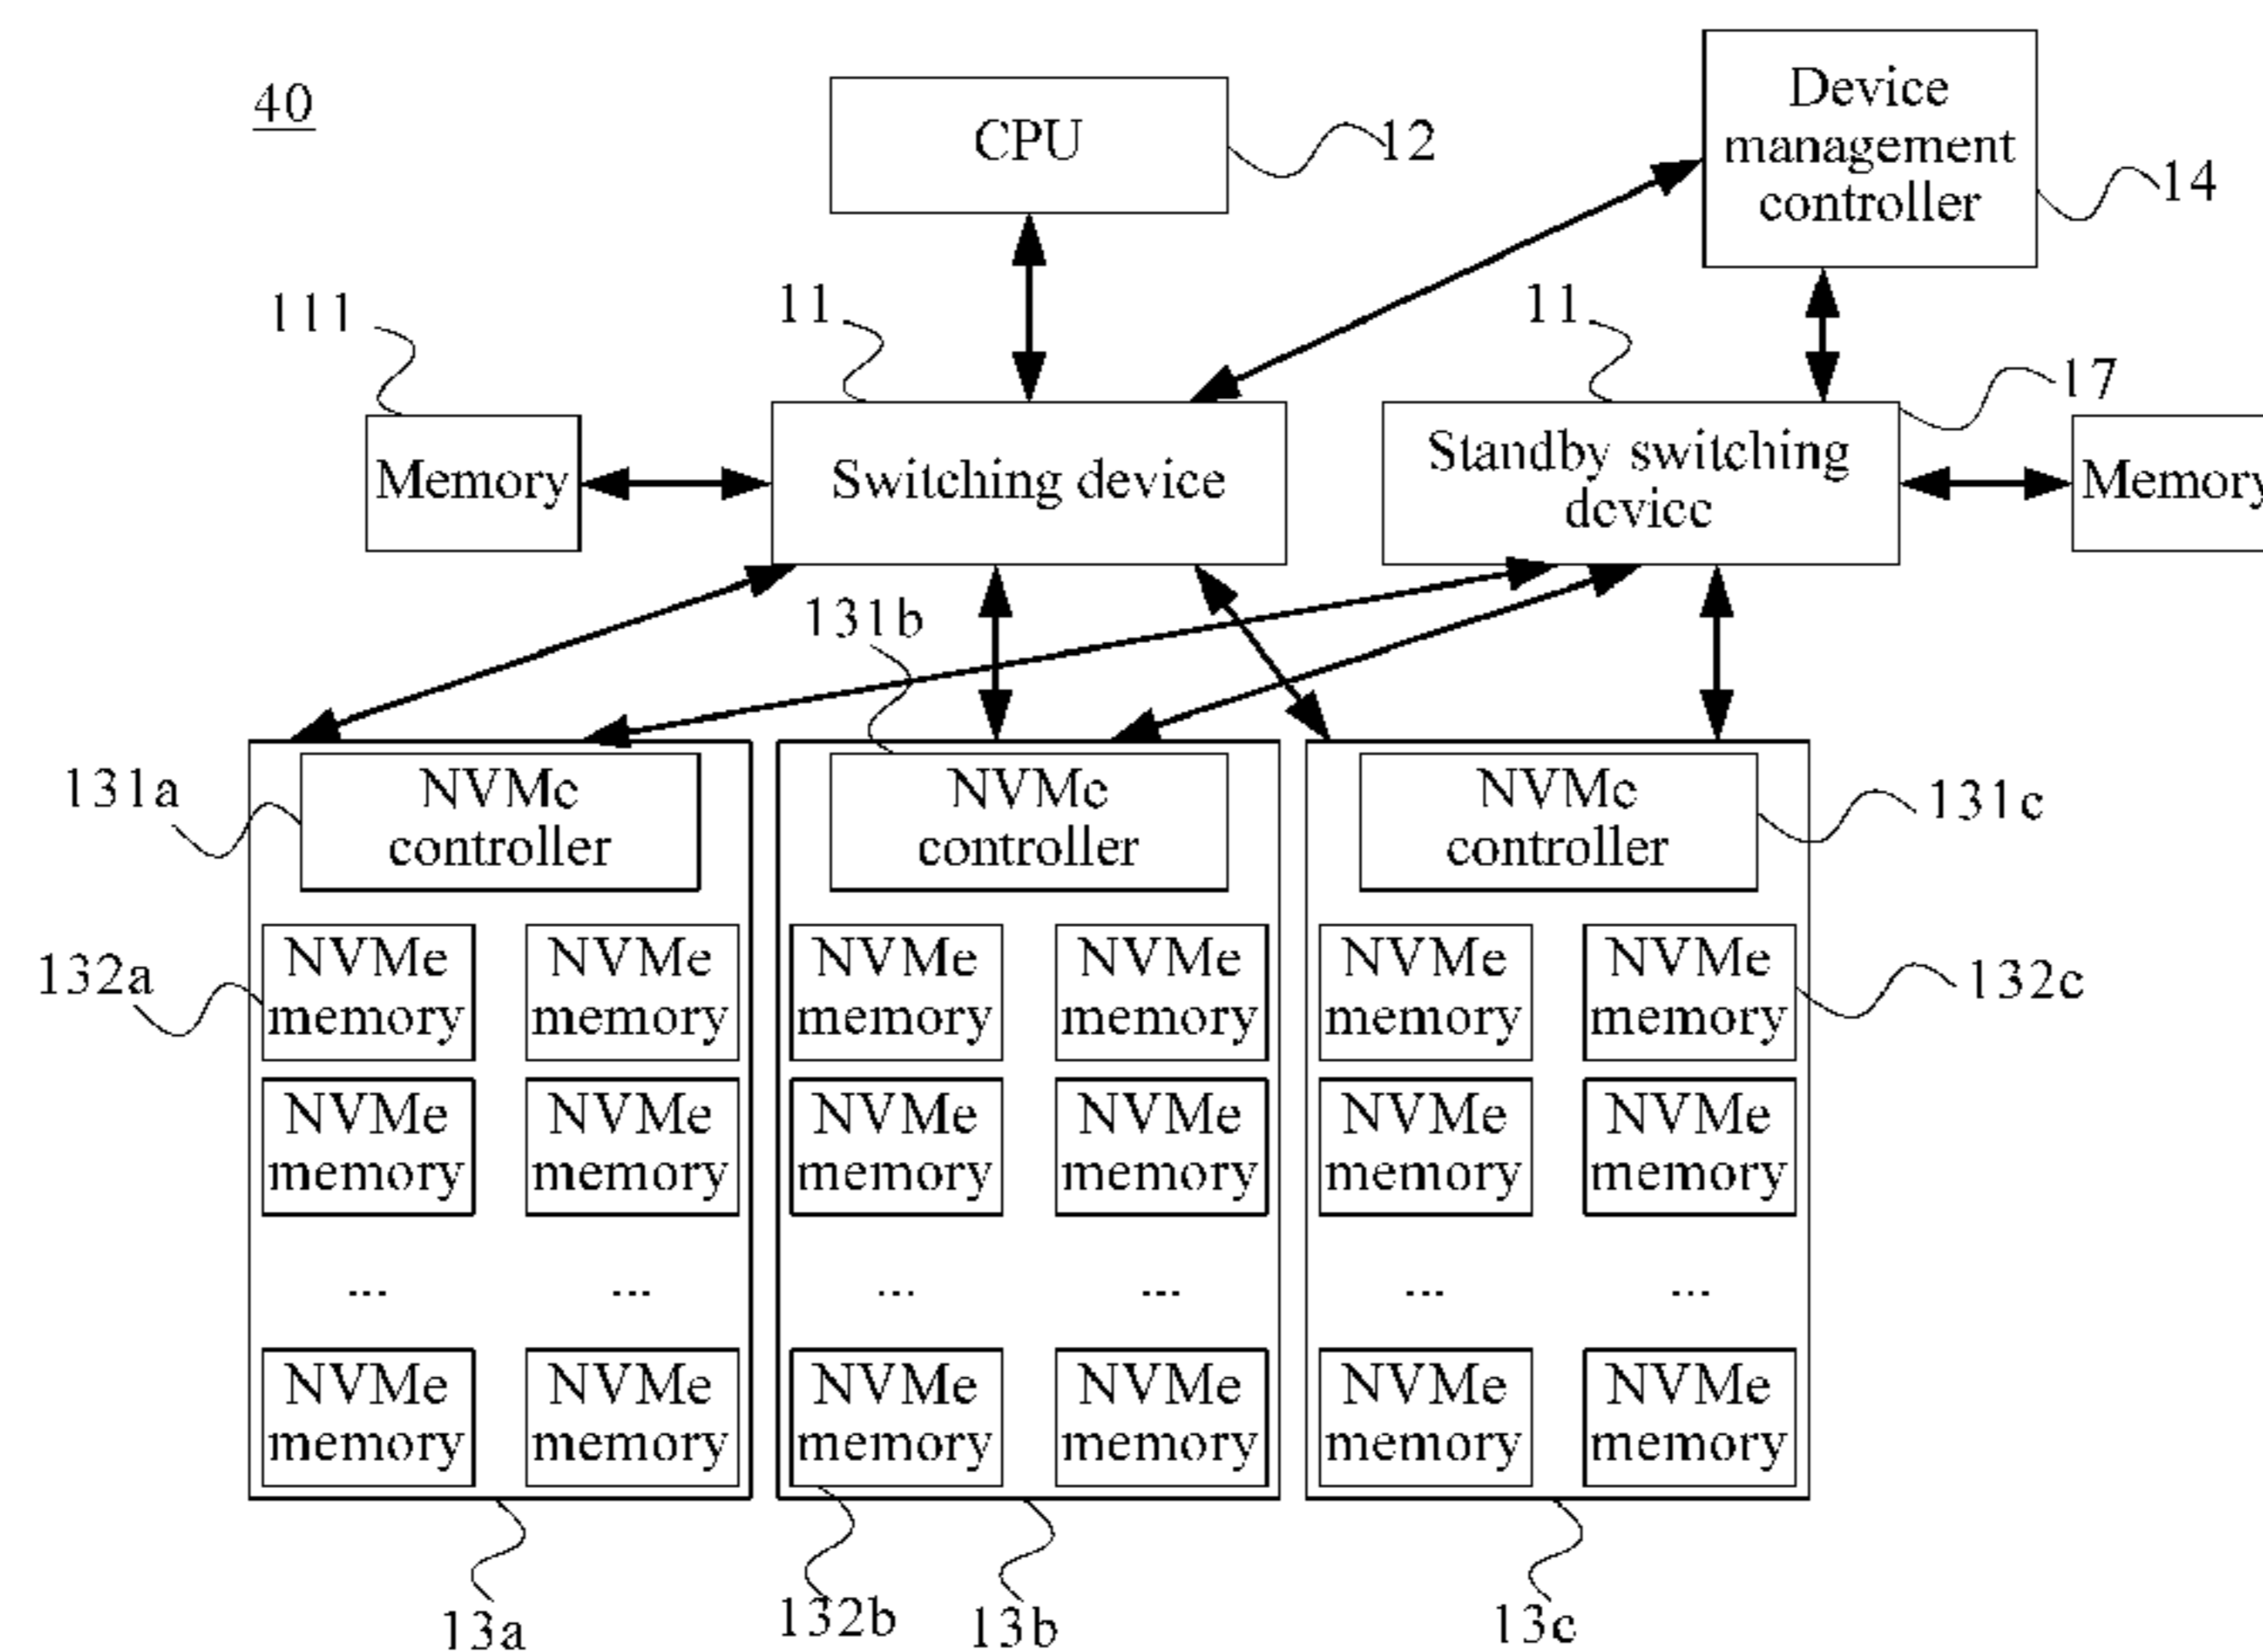 40
CPU
12
Device
management
controller
14
111
11
11
17
Memory
Switching device
Standby switching
device
Memory
131b
131a
NVMe
controller
NVMe
controller
NVMe
controller
131c
132a
NVMe
memory
NVMe
memory
NVMe
memory
NVMe
memory
NVMe
memory
NVMe
memory
132c
NVMe
memory
NVMe
memory
NVMe
memory
NVMe
memory
NVMe
memory
NVMe
memory
... ... ... ... ... ...
NVMe
memory
NVMe
memory
NVMe
memory
NVMe
memory
NVMe
memory
NVMe
memory
13a
132b
13b
13c